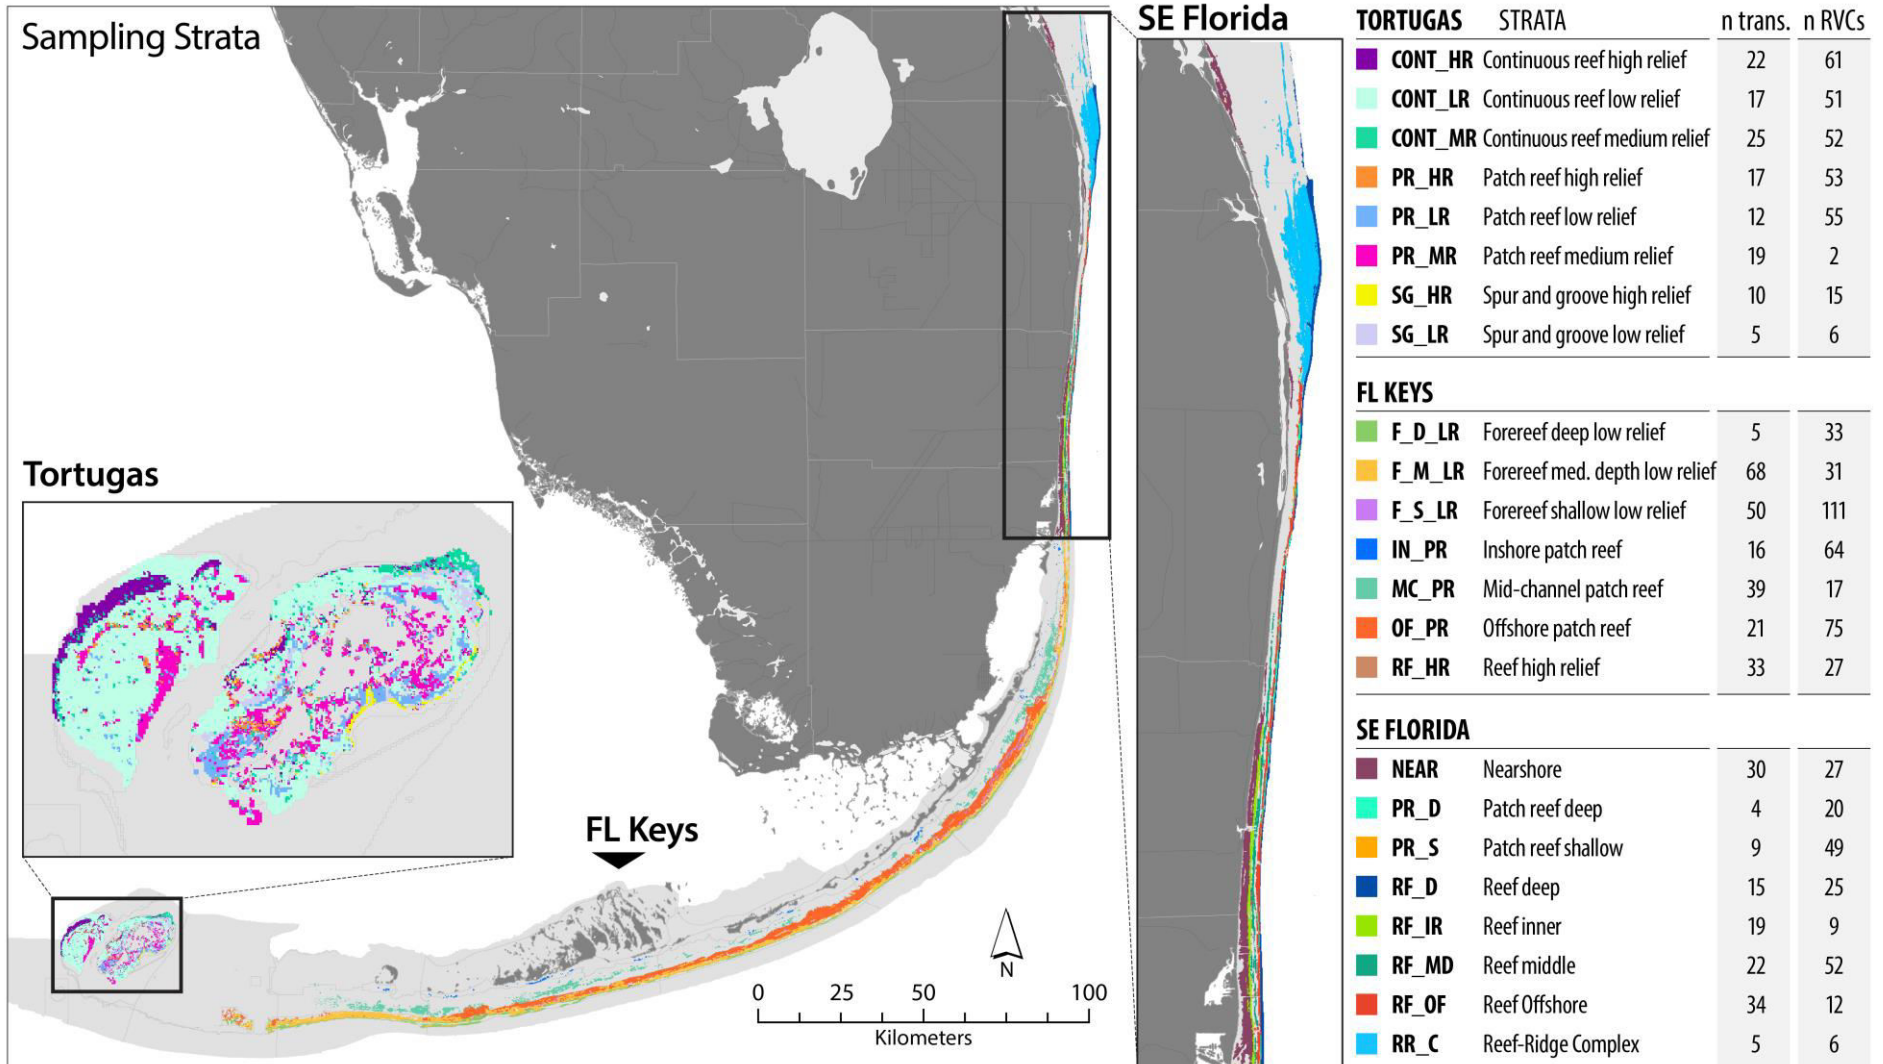 Sampling Strata
SE Florida
Tortugas
FL Keys
N
0 25 50 100
Kilometers
TORTUGAS STRATA n trans. n RVCs
CONT_HR Continuous reef high relief 22 61
CONT_LR Continuous reef low relief 17 51
CONT_MR Continuous reef medium relief 25 52
PR_HR Patch reef high relief 17 53
PR_LR Patch reef low relief 12 55
PR_MR Patch reef medium relief 19 2
SG_HR Spur and groove high relief 10 15
SG_LR Spur and groove low relief 5 6
FL KEYS
F_D_LR Forereef deep low relief 5 33
F_M_LR Forereef med. depth low relief 68 31
F_S_LR Forereef shallow low relief 50 111
IN_PR Inshore patch reef 16 64
MC_PR Mid-channel patch reef 39 17
OF_PR Offshore patch reef 21 75
RF_HR Reef high relief 33 27
SE FLORIDA
NEAR Nearshore 30 27
PR_D Patch reef deep 4 20
PR_S Patch reef shallow 9 49
RF_D Reef deep 15 25
RF_IR Reef inner 19 9
RF_MD Reef middle 22 52
RF_OF Reef Offshore 34 12
RR_C Reef-Ridge Complex 5 6